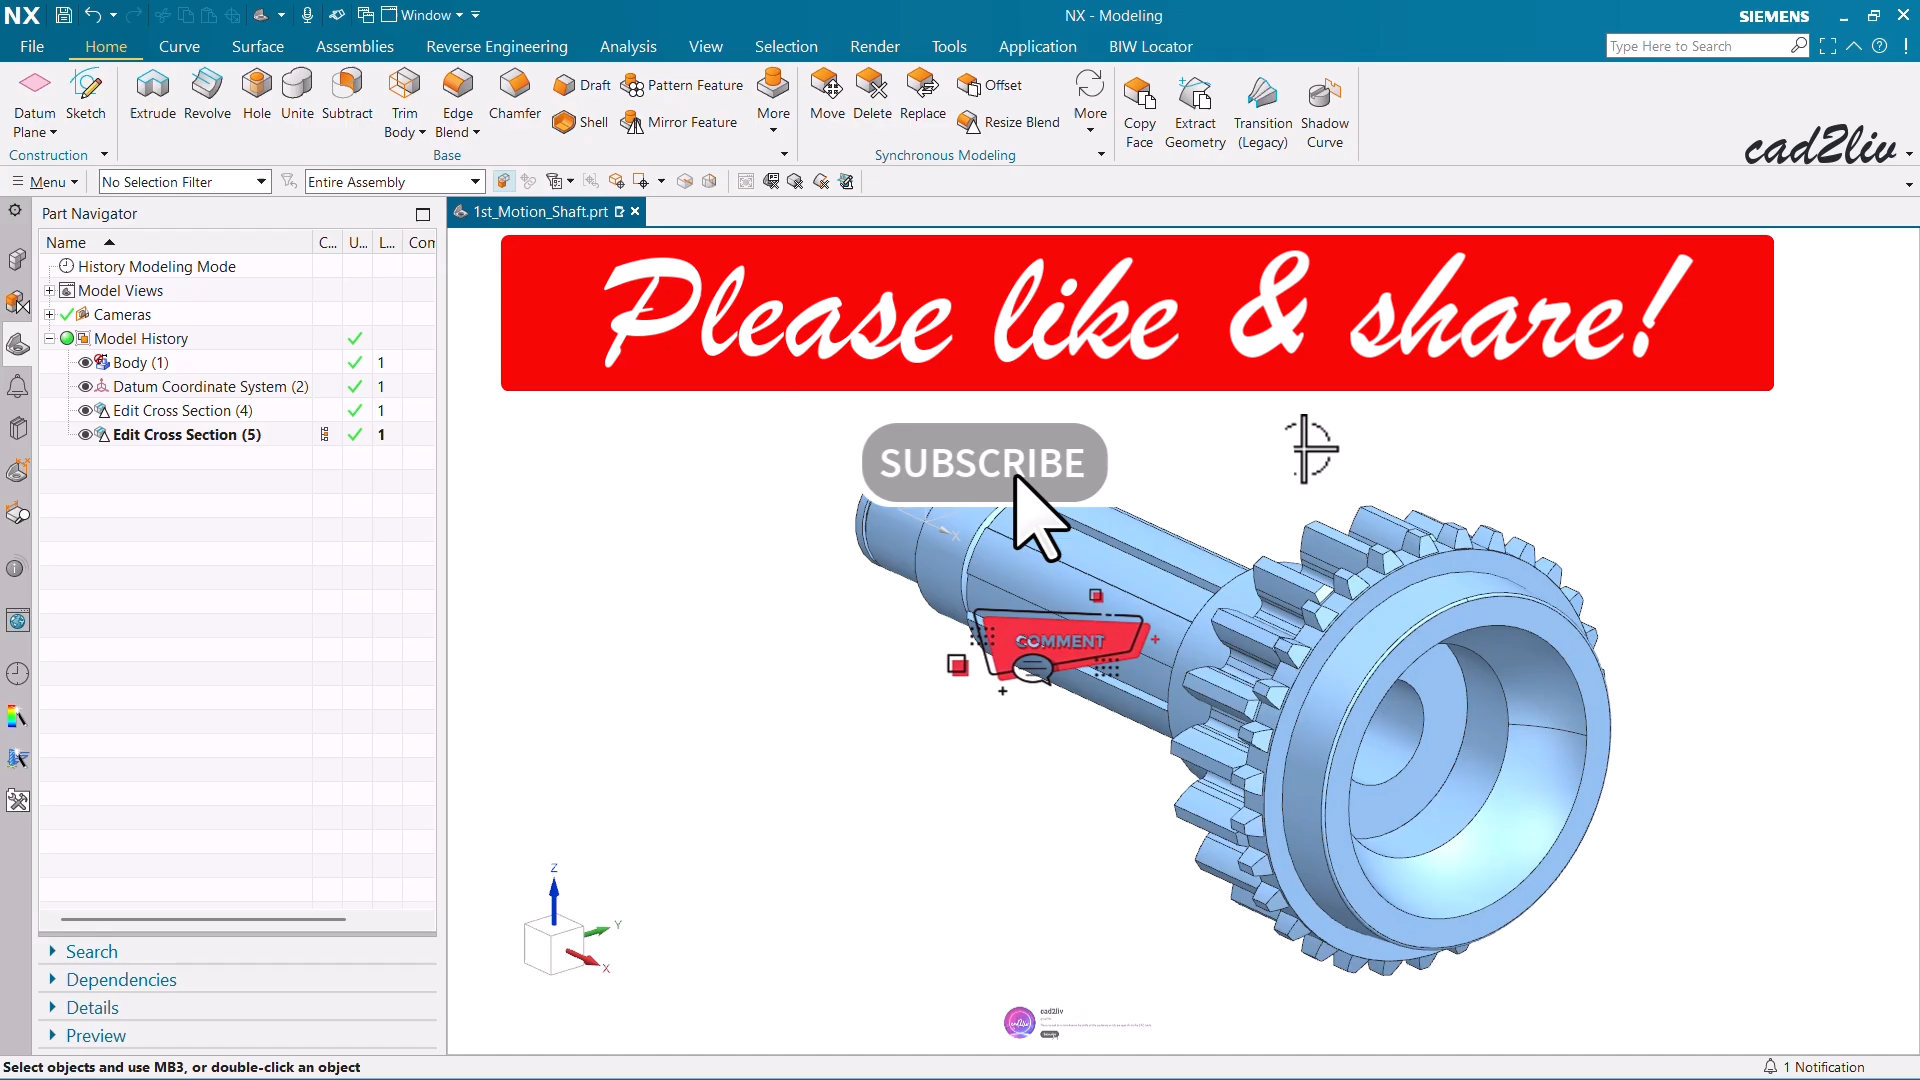 NX
Window
NX - Modeling
SIEMENS
File Home Curve Surface Assemblies Reverse Engineering Analysis View Selection Render Tools Application BIW Locator
Type Here to Search
Datum Plane
Sketch
Extrude
Revolve
Hole
Unite
Subtract
Trim Body
Edge Blend
Chamfer
Draft
Shell
Pattern Feature
Mirror Feature
More
Move
Delete
Replace
Offset
Resize Blend
More
Copy Face
Extract Geometry
Transition (Legacy)
Shadow Curve
Construction
Base
Synchronous Modeling
cad2liv
Menu
No Selection Filter
Entire Assembly
Part Navigator
1st_Motion_Shaft.prt
Name C... U... L... Com
History Modeling Mode
Model Views
Cameras
Model History
Body (1) 1
Datum Coordinate System (2) 1
Edit Cross Section (4) 1
Edit Cross Section (5) 1
Please like & share!
SUBSCRIBE
X
COMMENT
Z
Y
X
Search
Dependencies
Details
Preview
cad2liv
Select objects and use MB3, or double-click an object
1 Notification